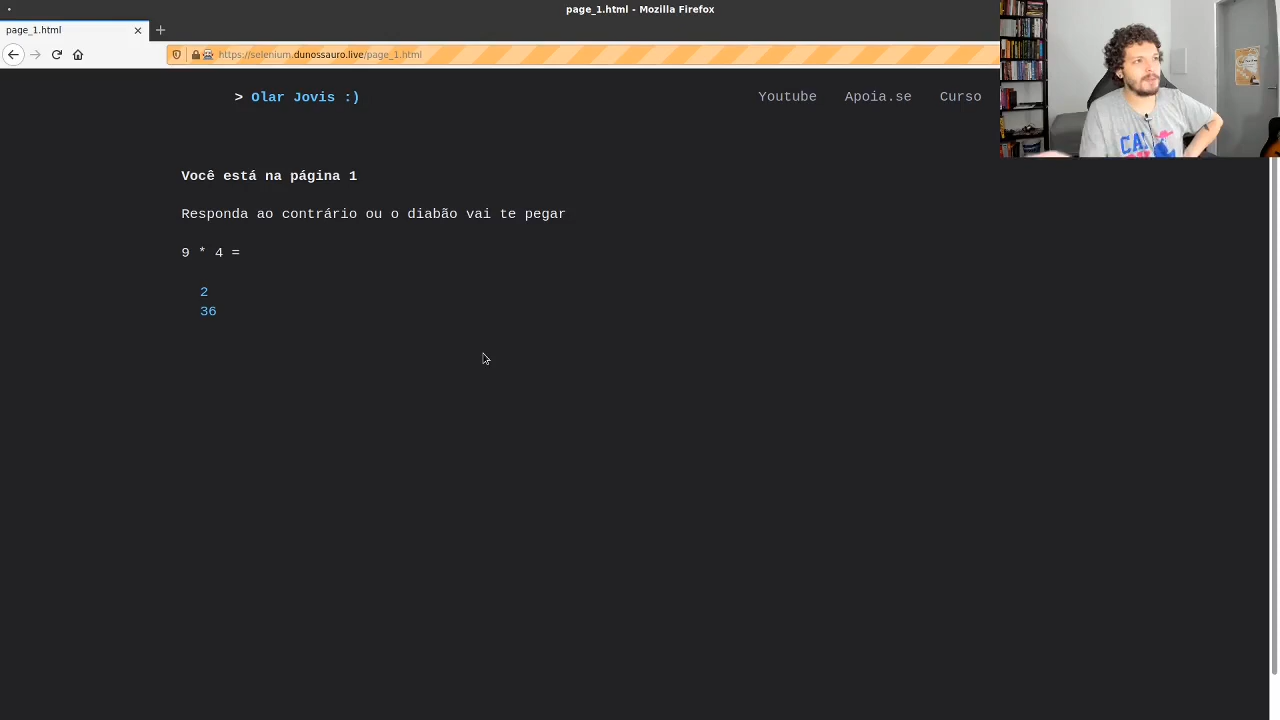 page_1.html - Mozilla Firefox
page_1.html
https://selenium.dunossauro.live/page_1.html
> Olar Jovis :)
Youtube Apoia.se Curso
Você está na página 1
Responda ao contrário ou o diabão vai te pegar
9 * 4 =
2
36